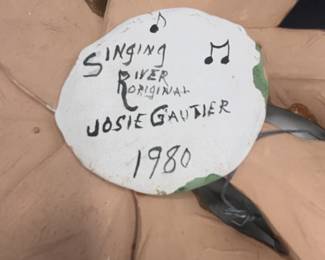 Singing
River
Original
Josie Gautier
1980